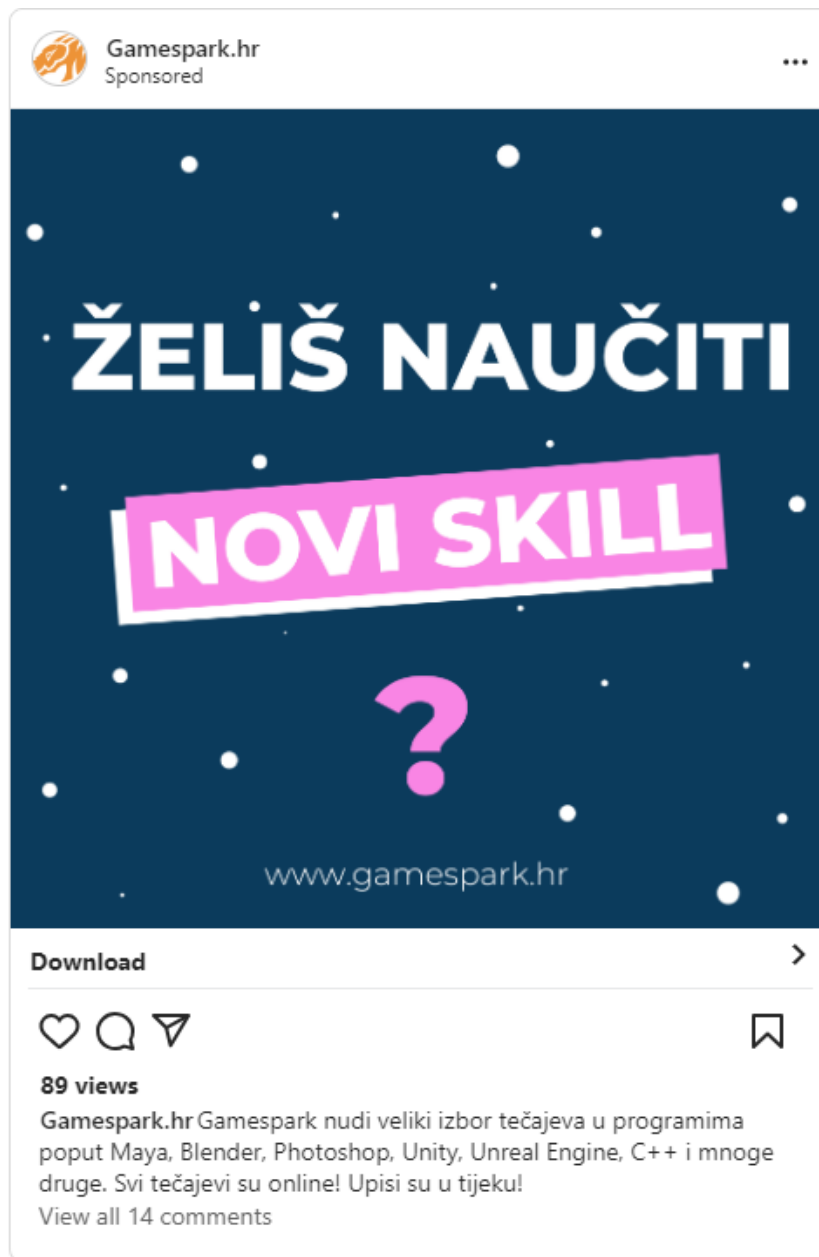 Gamespark.hr
Sponsored
ŽELIŠ NAUČITI
NOVI SKILL
?
www.gamespark.hr
Download
89 views
Gamespark.hr Gamespark nudi veliki izbor tečajeva u programima
poput Maya, Blender, Photoshop, Unity, Unreal Engine, C++ i mnoge
druge. Svi tečajevi su online! Upisi su u tijeku!
View all 14 comments